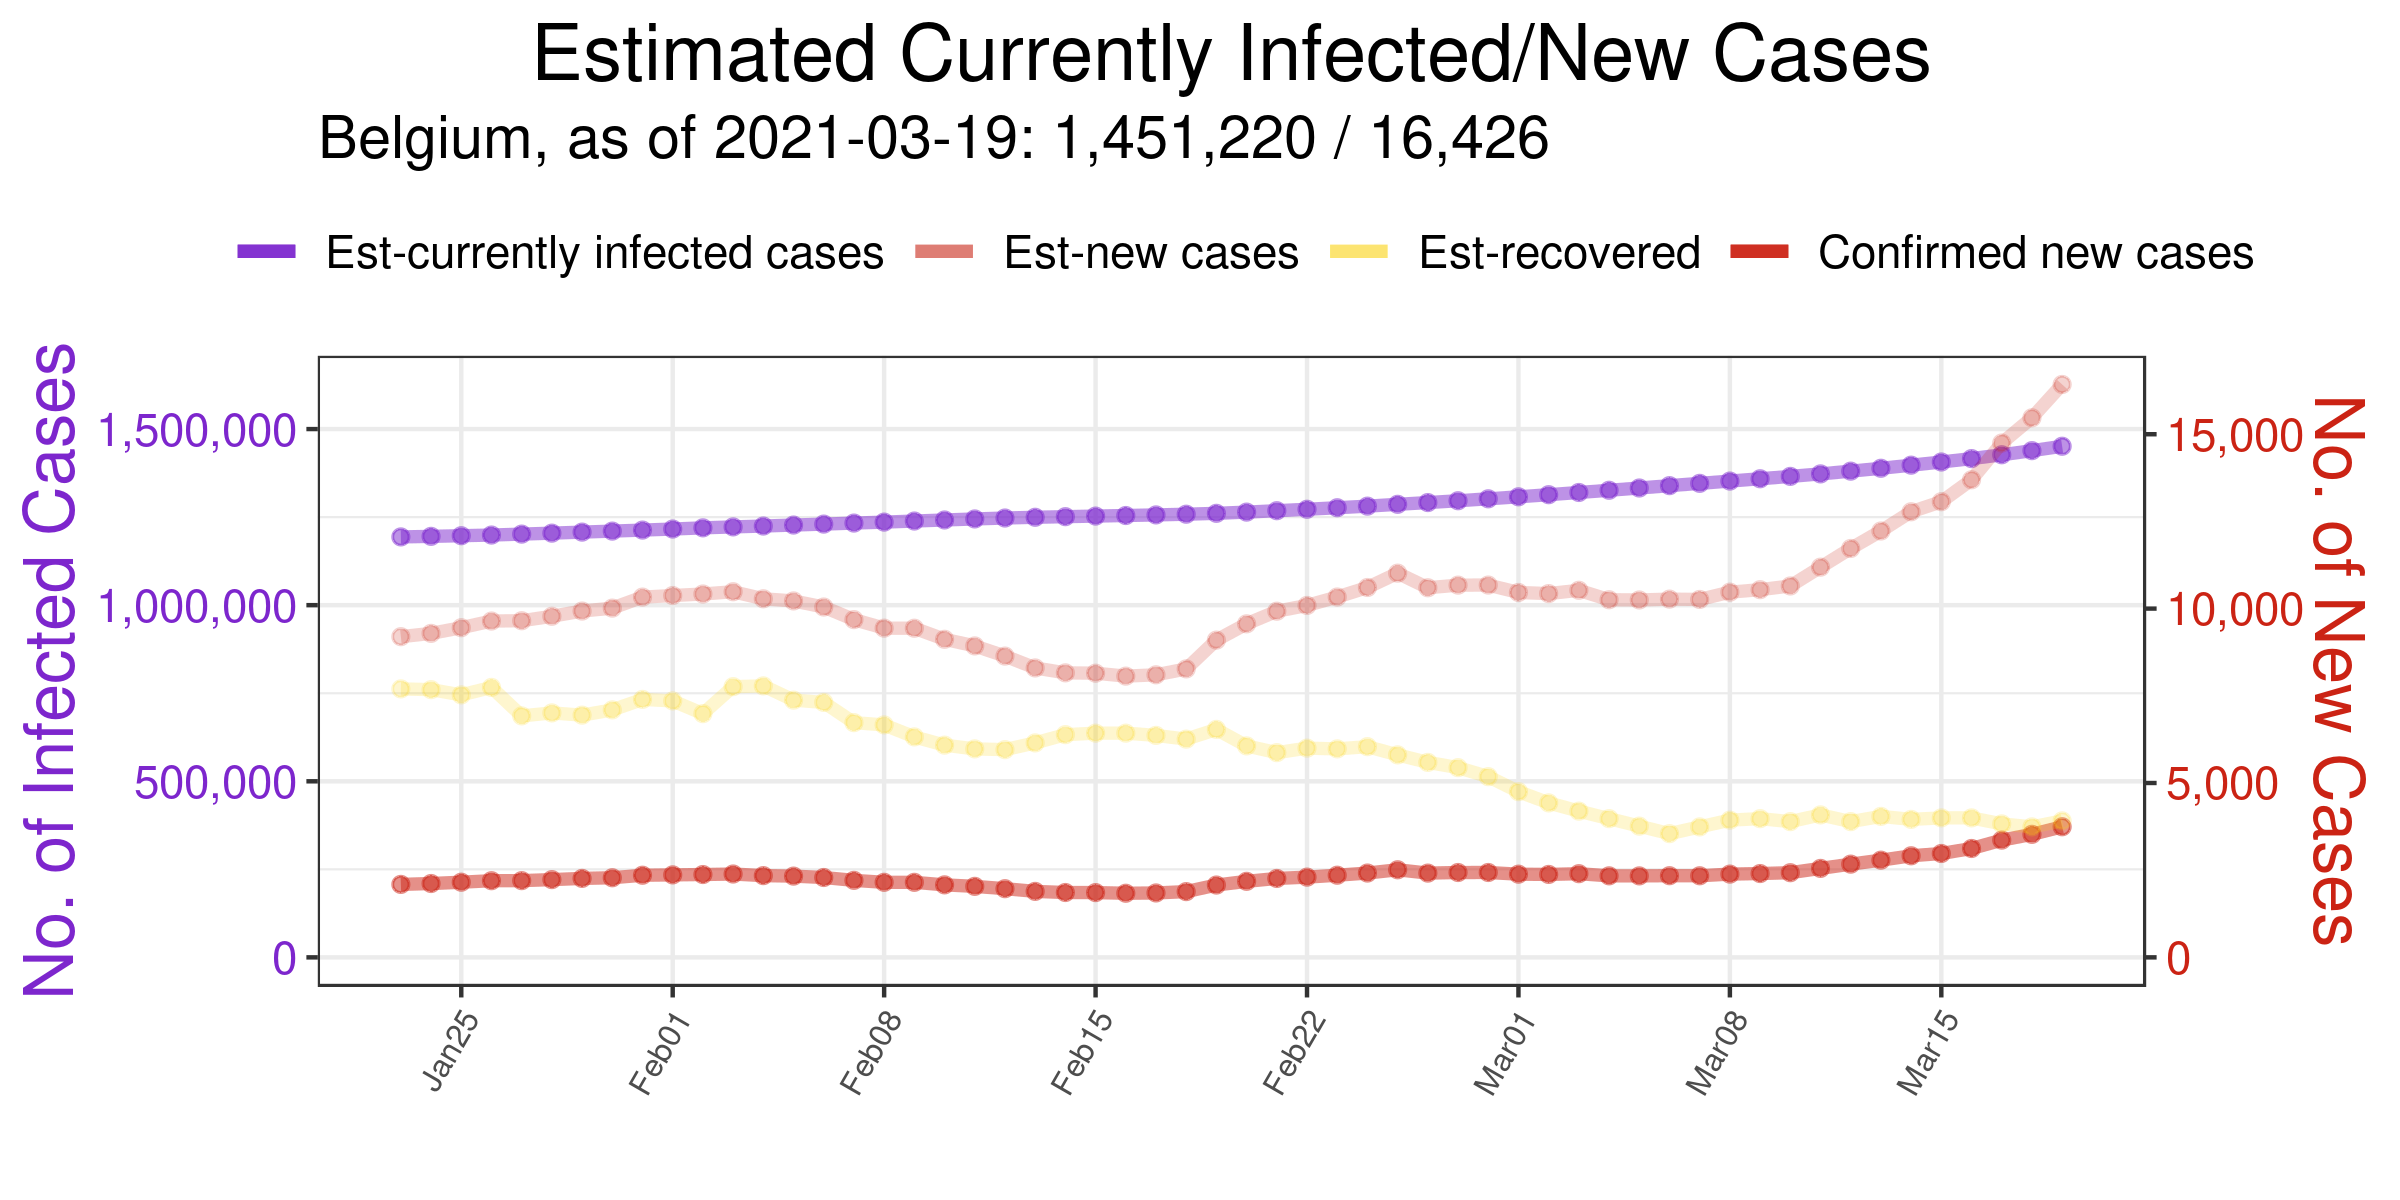 Estimated Currently Infected/New Cases
Belgium, as of 2021-03-19: 1,451,220 / 16,426
Est-currently infected cases Est-new cases Est-recovered Confirmed new cases
No. of Infected Cases
1,500,000
1,000,000
500,000
0
15,000
10,000
5,000
0
No. of New Cases
Jan25 Feb01 Feb08 Feb15 Feb22 Mar01 Mar08 Mar15